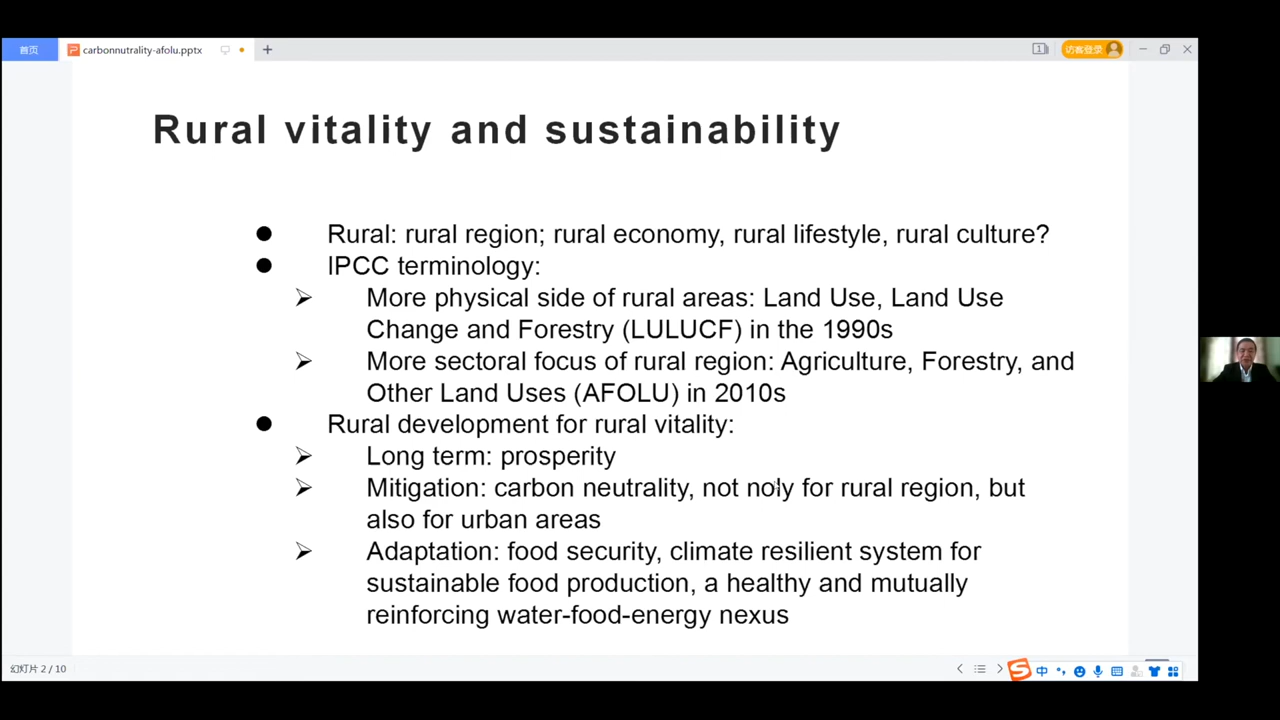 首页
carbonnutrality-afolu.pptx
访客登录
Rural vitality and sustainability
Rural: rural region; rural economy, rural lifestyle, rural culture?
IPCC terminology:
More physical side of rural areas: Land Use, Land Use
Change and Forestry (LULUCF) in the 1990s
More sectoral focus of rural region: Agriculture, Forestry, and
Other Land Uses (AFOLU) in 2010s
Rural development for rural vitality:
Long term: prosperity
Mitigation: carbon neutrality, not noly for rural region, but
also for urban areas
Adaptation: food security, climate resilient system for
sustainable food production, a healthy and mutually
reinforcing water-food-energy nexus
幻灯片 2 / 10
中